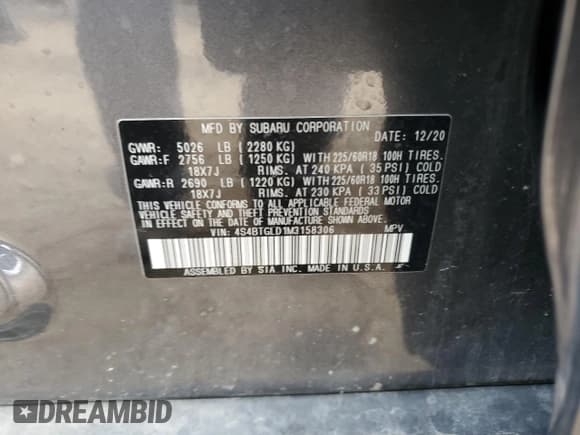 MFD BY SUBARU CORPORATION
DATE: 12/20
GVWR: 5026 LB ( 2280 KG)
GAWR:F 2756 LB ( 1250 KG) WITH 225/60R18 100H TIRES.
18X7J RIMS. AT 240 KPA ( 35 PSI) COLD
GAWR:R 2690 LB ( 1220 KG) WITH 225/60R18 100H TIRES.
18X7J RIMS. AT 230 KPA ( 33 PSI) COLD
THIS VEHICLE CONFORMS TO ALL APPLICABLE FEDERAL MOTOR
VEHICLE SAFETY, BUMPER, AND THEFT PREVENTION STANDARDS
IN EFFECT ON THE DATE OF MANUFACTURE SHOWN ABOVE.
VIN: 4S4BTGLD1M3158306 MPV
ASSEMBLED BY SIA INC. MADE IN U.S.A.
DREAMBID